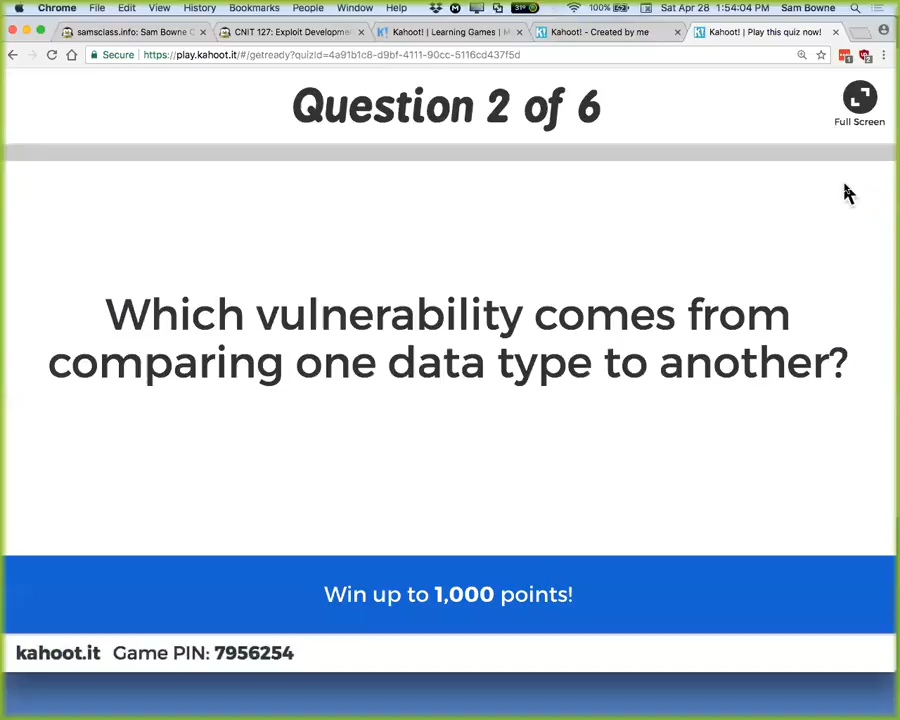 Chrome File Edit View History Bookmarks People Window Help 31° 100% Sat Apr 28 1:54:04 PM Sam Bowne
samsclass.info: Sam Bowne C CNIT 127: Exploit Developme Kahoot! | Learning Games | M Kahoot! - Created by me Kahoot! | Play this quiz now!
Secure https://play.kahoot.it/#/getready?quizId=4a91b1c8-d9bf-4111-90cc-5116cd437f5d
Question 2 of 6
Full Screen
Which vulnerability comes from
comparing one data type to another?
Win up to 1,000 points!
kahoot.it Game PIN: 7956254